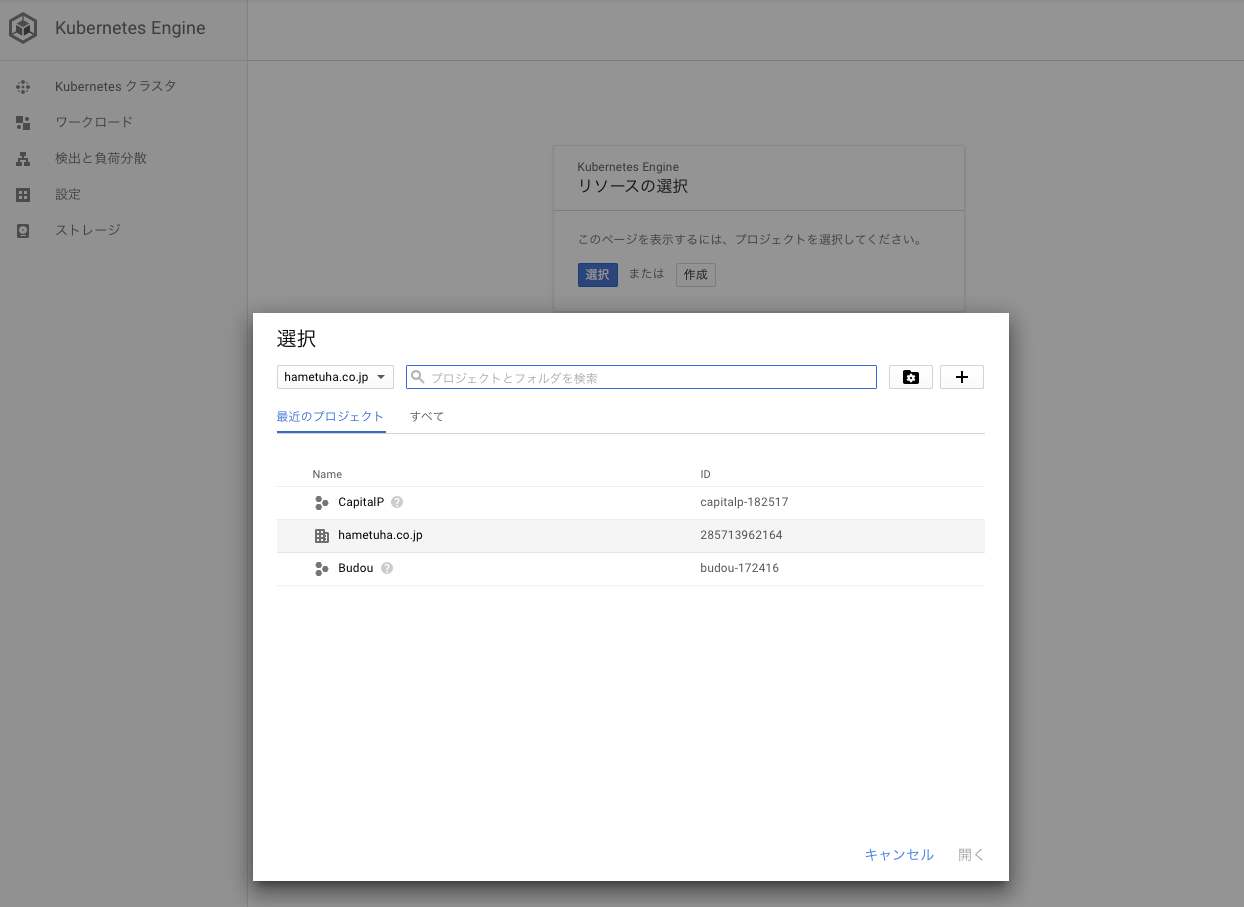 Kubernetes Engine
Kubernetes クラスタ
ワークロード
検出と負荷分散
設定
ストレージ
Kubernetes Engine
リソースの選択
このページを表示するには、プロジェクトを選択してください。
選択 または 作成
選択
hametuha.co.jp プロジェクトとフォルダを検索
最近のプロジェクト すべて
Name ID
CapitalP capitalp-182517
hametuha.co.jp 285713962164
Budou budou-172416
キャンセル 開く